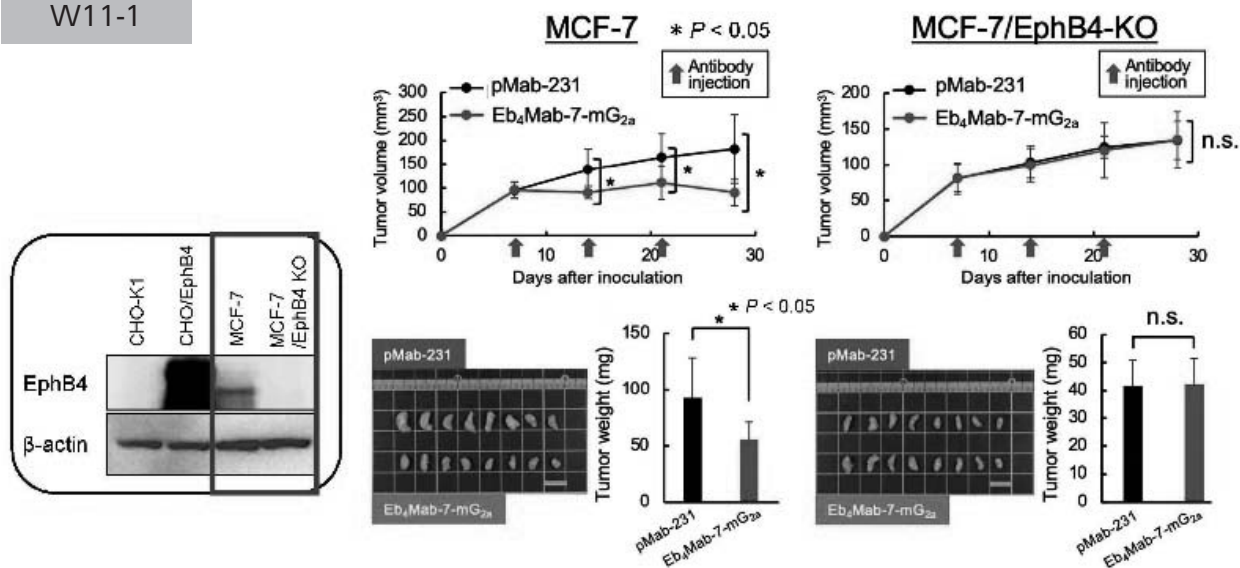 W11-1
CHO-K1
CHO/EphB4
MCF-7
MCF-7
/EphB4 KO
EphB4
β-actin
MCF-7
* P < 0.05
Antibody
injection
pMab-231
Eb₄Mab-7-mG₂ₐ
Tumor volume (mm³)
300
250
200
150
100
50
0
*
*
*
0
10
20
30
Days after inoculation
MCF-7/EphB4-KO
Antibody
injection
pMab-231
Eb₄Mab-7-mG₂ₐ
Tumor volume (mm³)
200
150
100
50
0
n.s.
0
10
20
30
Days after inoculation
pMab-231
Eb₄Mab-7-mG₂ₐ
* P < 0.05
*
Tumor weight (mg)
150
100
50
0
pMab-231
Eb₄Mab-7-mG₂ₐ
pMab-231
Eb₄Mab-7-mG₂ₐ
n.s.
Tumor weight (mg)
60
50
40
30
20
10
0
pMab-231
Eb₄Mab-7-mG₂ₐ